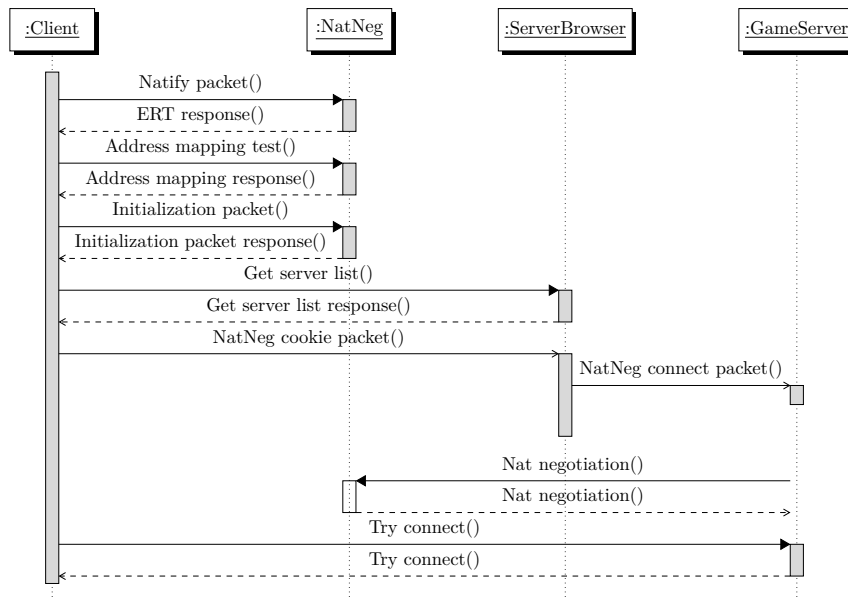 :Client
:NatNeg
:ServerBrowser
:GameServer
Natify packet()
ERT response()
Address mapping test()
Address mapping response()
Initialization packet()
Initialization packet response()
Get server list()
Get server list response()
NatNeg cookie packet()
NatNeg connect packet()
Nat negotiation()
Nat negotiation()
Try connect()
Try connect()